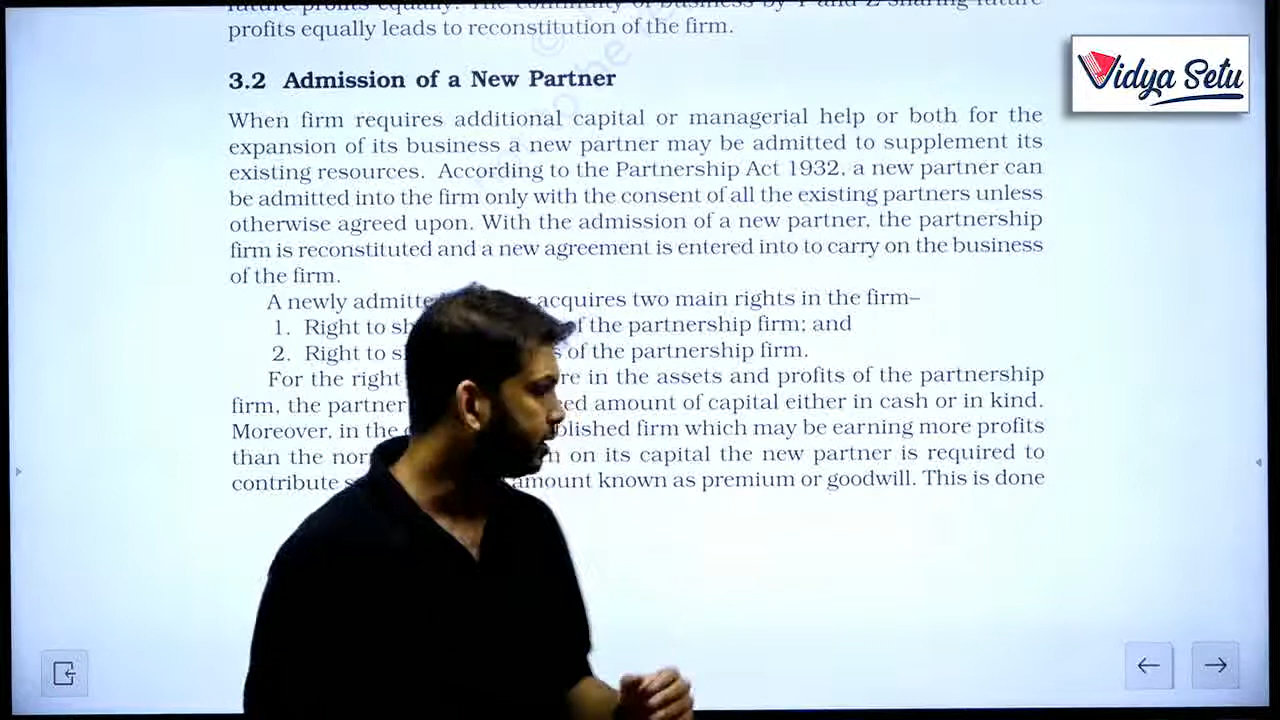 profits equally leads to reconstitution of the firm.
3.2 Admission of a New Partner
When firm requires additional capital or managerial help or both for the
expansion of its business a new partner may be admitted to supplement its
existing resources. According to the Partnership Act 1932, a new partner can
be admitted into the firm only with the consent of all the existing partners unless
otherwise agreed upon. With the admission of a new partner, the partnership
firm is reconstituted and a new agreement is entered into to carry on the business
of the firm.
A newly acquires two main rights in the firm–
1. Right to of the partnership firm; and
2. Right to of the partnership firm.
For the right in the assets and profits of the partnership
firm, the partner amount of capital either in cash or in kind.
Moreover, in the firm which may be earning more profits
than the on its capital the new partner is required to
contribute amount known as premium or goodwill. This is done
Vidya Setu